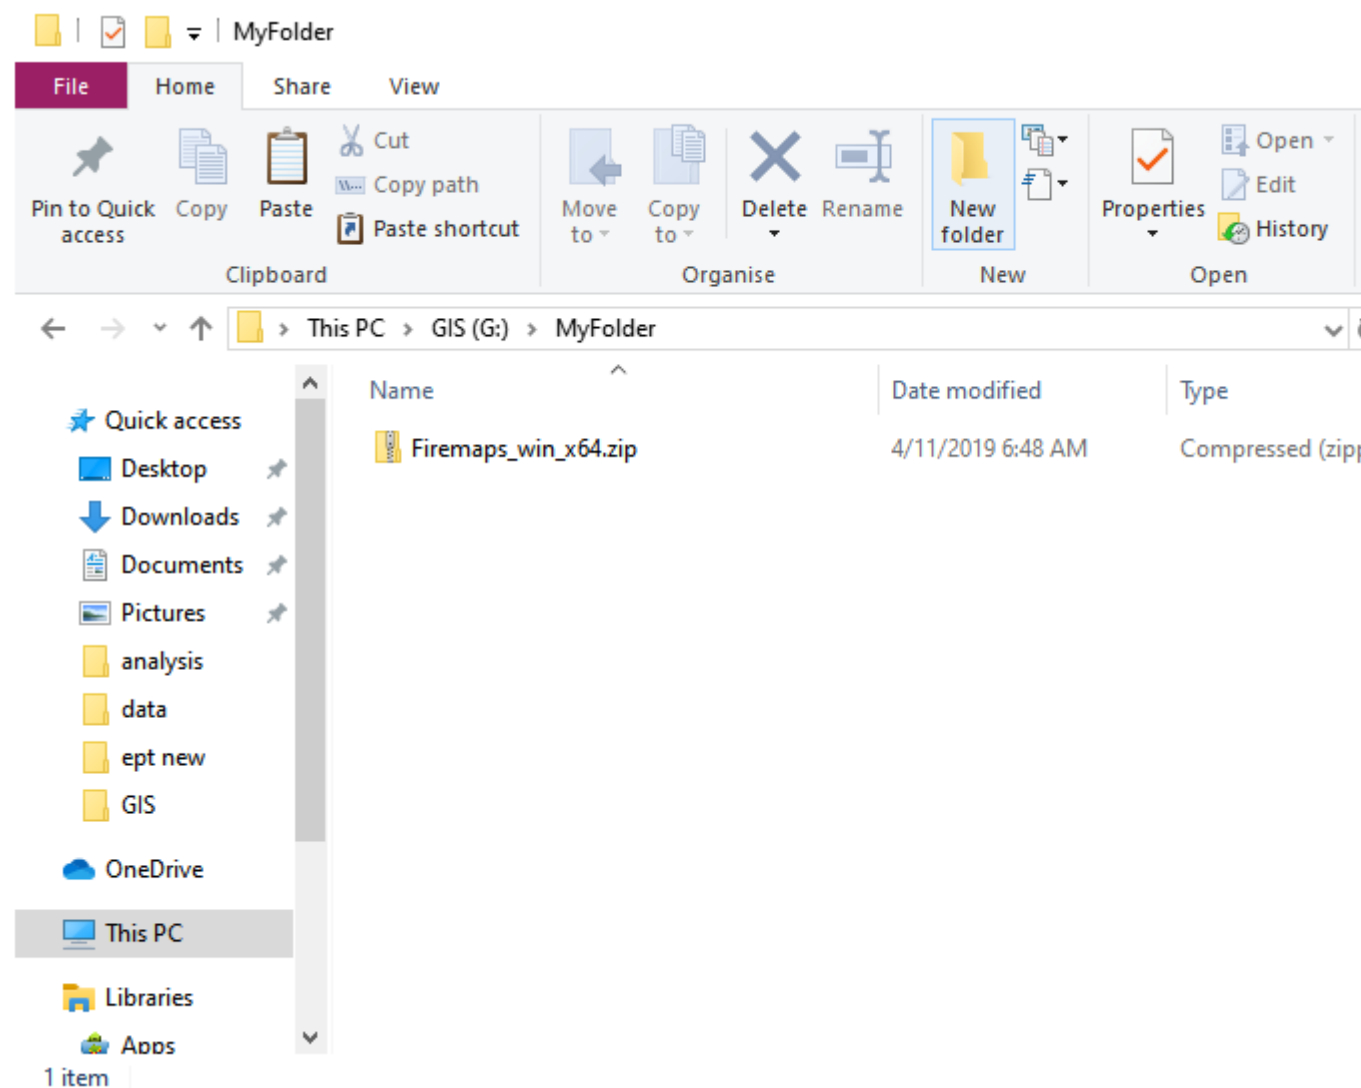 MyFolder
File Home Share View
Pin to Quick access
Copy
Paste
Cut
Copy path
Paste shortcut
Clipboard
Move to
Copy to
Delete
Rename
Organise
New folder
New
Properties
Open
Edit
History
Open
This PC > GIS (G:) > MyFolder
Name Date modified Type
Firemaps_win_x64.zip 4/11/2019 6:48 AM Compressed (zipp
Quick access
Desktop
Downloads
Documents
Pictures
analysis
data
ept new
GIS
OneDrive
This PC
Libraries
Apps
1 item